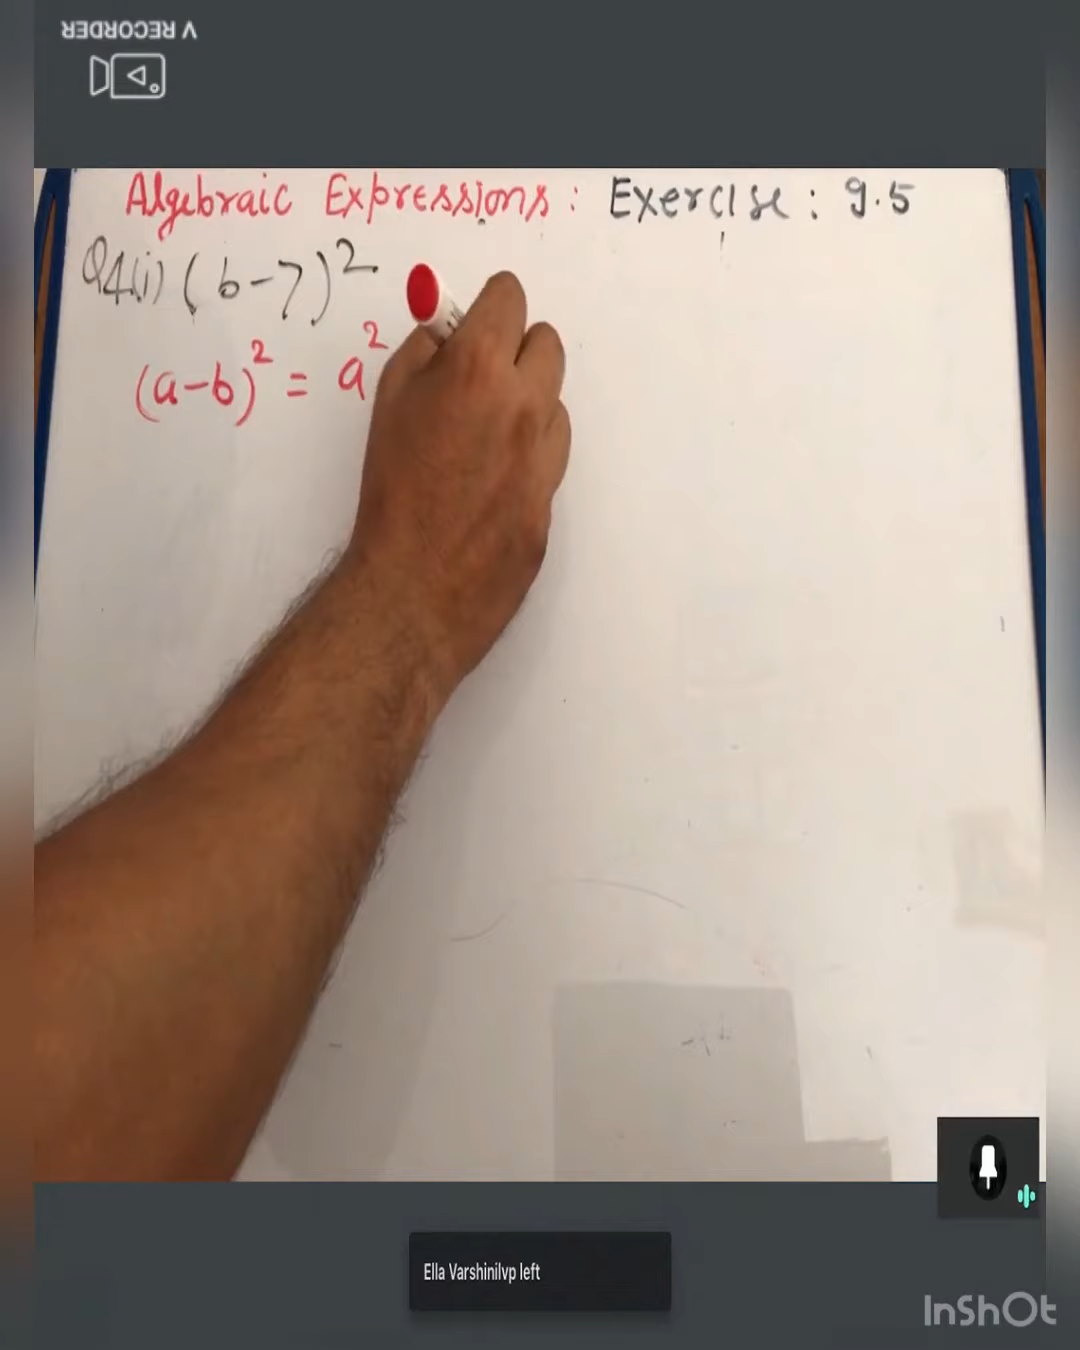 V RECORDER
Algebraic Expressions : Exercise : 9.5
Q4(i) (b-7)²
(a-b)² = a²
Ella Varshinilvp left
InShOt